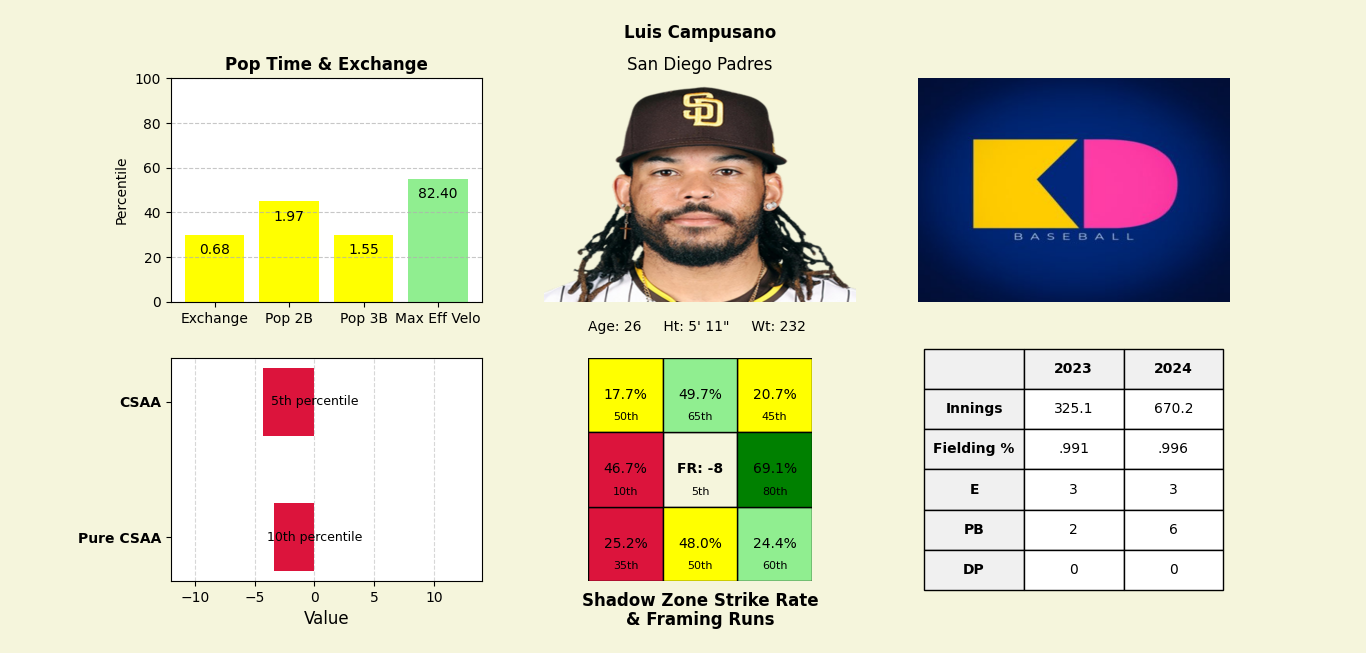 Luis Campusano
San Diego Padres
Pop Time & Exchange
Percentile
100
80
60
40
20
0
0.68
1.97
1.55
82.40
Exchange
Pop 2B
Pop 3B
Max Eff Velo
SD
KD
BASEBALL
Age: 26 Ht: 5' 11" Wt: 232
CSAA
5th percentile
Pure CSAA
10th percentile
−10
−5
0
5
10
Value
17.7%
50th
49.7%
65th
20.7%
45th
46.7%
10th
FR: -8
5th
69.1%
80th
25.2%
35th
48.0%
50th
24.4%
60th
Shadow Zone Strike Rate
& Framing Runs
2023 2024
Innings 325.1 670.2
Fielding % .991 .996
E 3 3
PB 2 6
DP 0 0